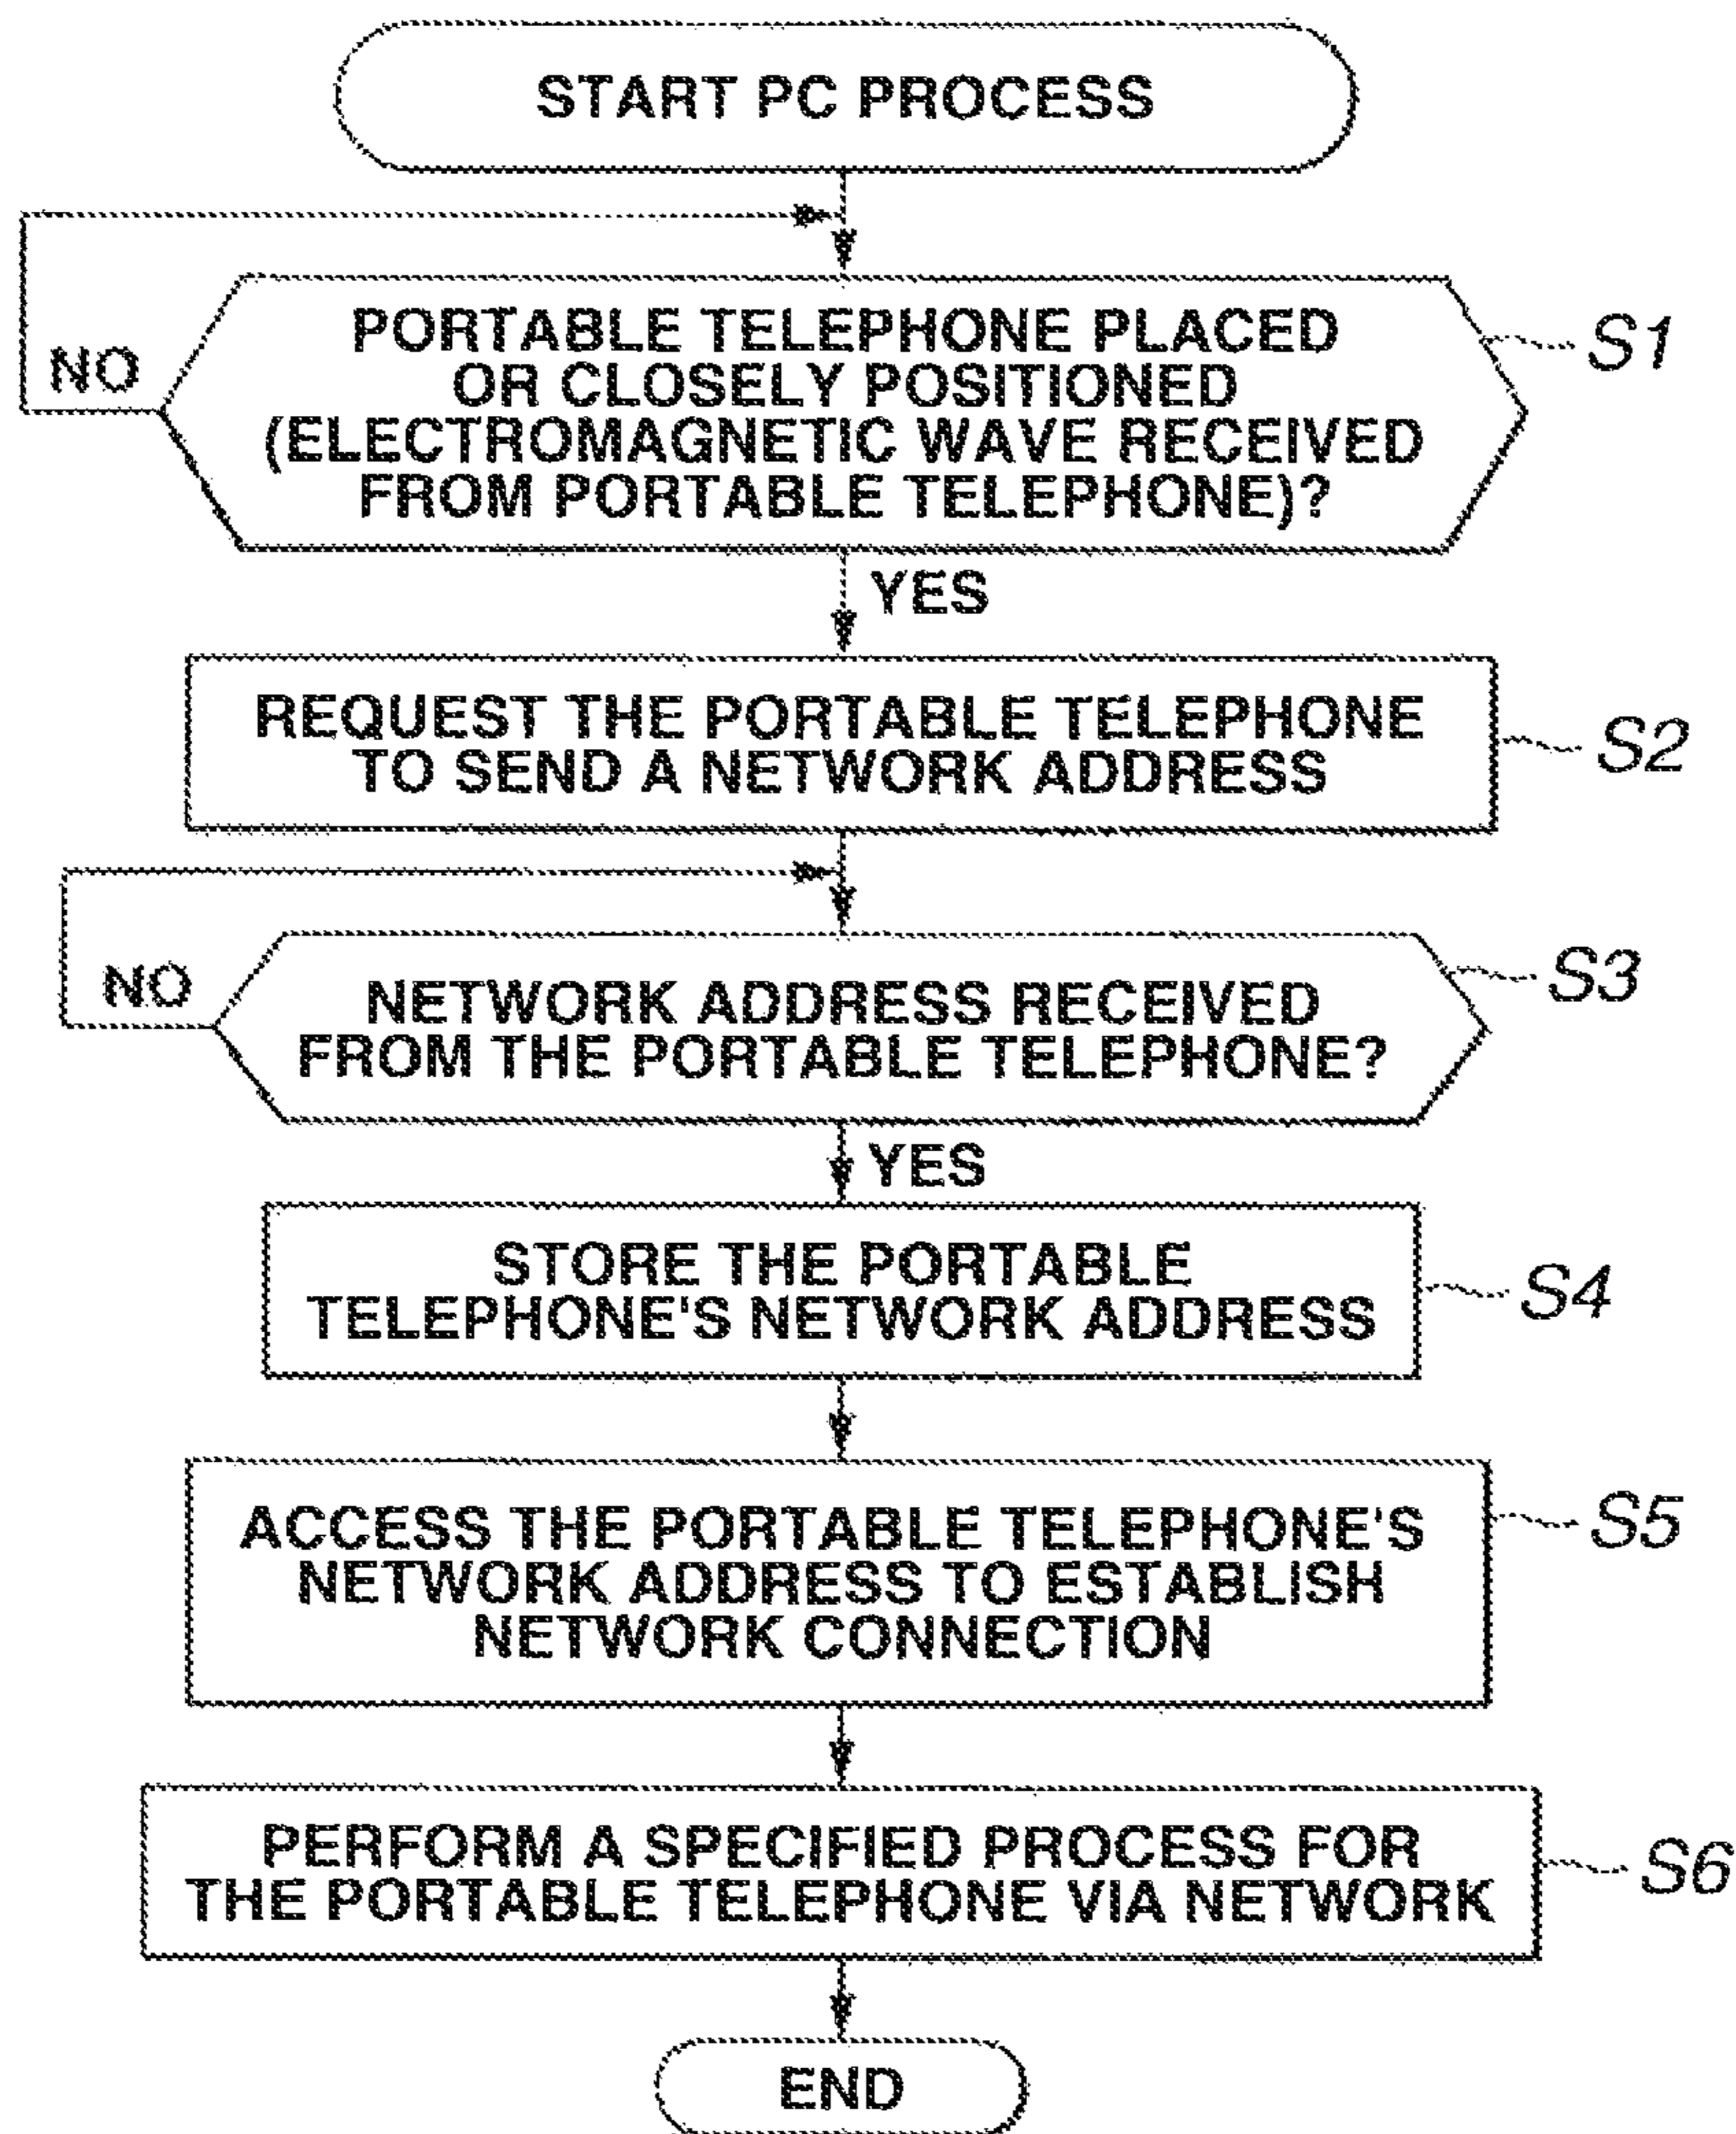 START PC PROCESS
NO
PORTABLE TELEPHONE PLACED
OR CLOSELY POSITIONED
(ELECTROMAGNETIC WAVE RECEIVED
FROM PORTABLE TELEPHONE)?
S1
YES
REQUEST THE PORTABLE TELEPHONE
TO SEND A NETWORK ADDRESS
S2
NO
NETWORK ADDRESS RECEIVED
FROM THE PORTABLE TELEPHONE?
S3
YES
STORE THE PORTABLE
TELEPHONE'S NETWORK ADDRESS
S4
ACCESS THE PORTABLE TELEPHONE'S
NETWORK ADDRESS TO ESTABLISH
NETWORK CONNECTION
S5
PERFORM A SPECIFIED PROCESS FOR
THE PORTABLE TELEPHONE VIA NETWORK
S6
END